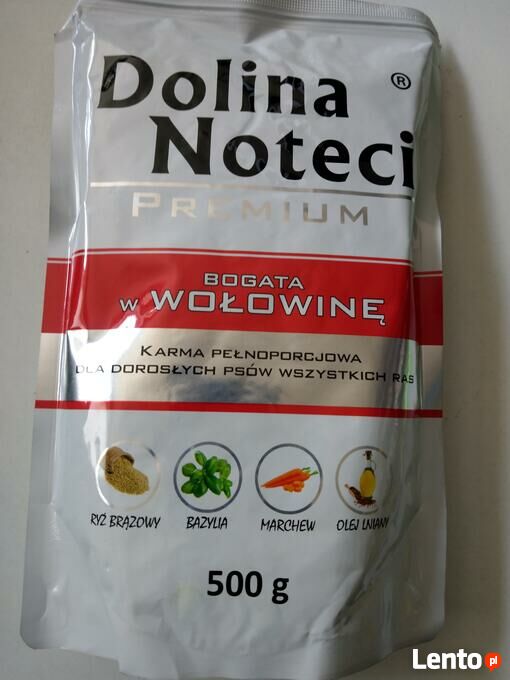 Dolina
®
Noteci
PREMIUM
BOGATA
W WOŁOWINĘ
KARMA PEŁNOPORCJOWA
DLA DOROSŁYCH PSÓW WSZYSTKICH RAS
RYŻ BRĄZOWY
BAZYLIA
MARCHEW
OLEJ LNIANY
500 g
Lento pl